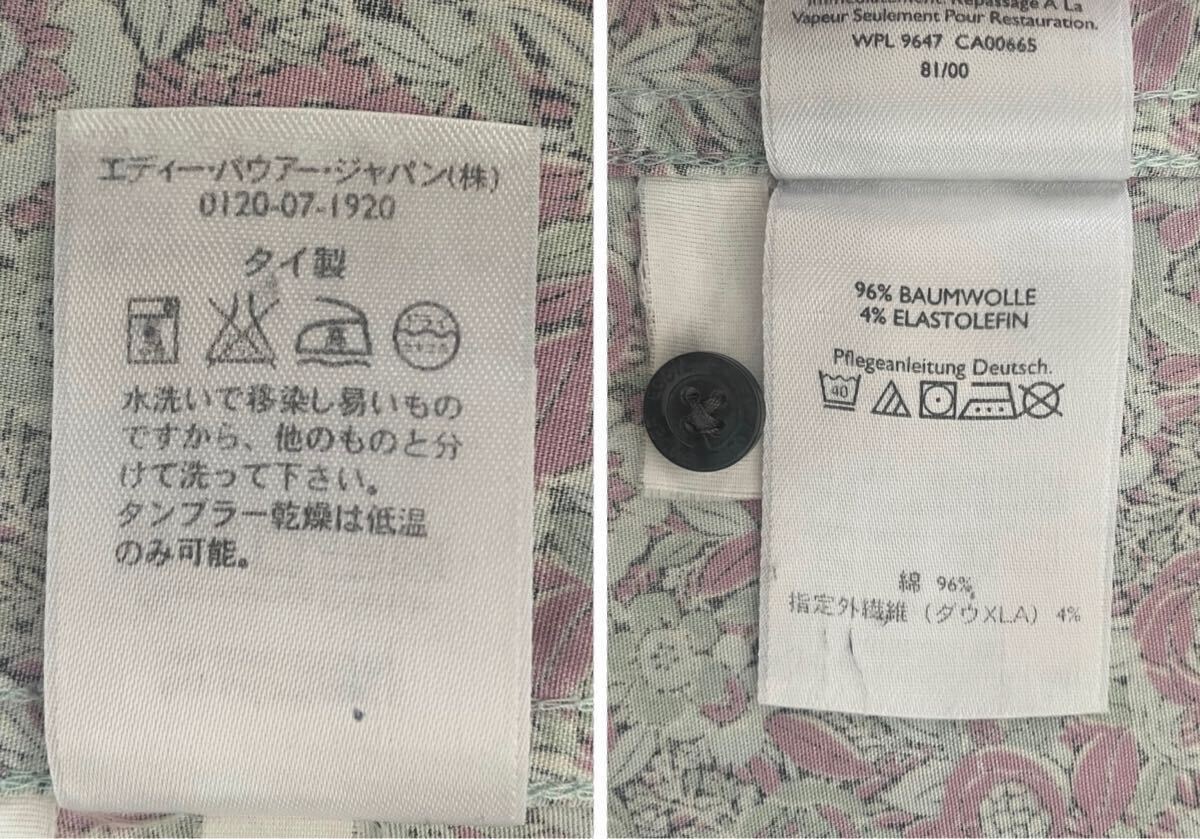 エディー・バウアー・ジャパン(株)
0120-07-1920
タイ製
水洗いで移染し易いもの
ですから、他のものと分
けて洗って下さい。
タンブラー乾燥は低温
のみ可能。
Repassage A La
Vapeur Seulement Pour Restauration.
WPL 9647 CA00665
81/00
96% BAUMWOLLE
4% ELASTOLEFIN
Pflegeanleitung Deutsch.
40
綿 96%
指定外繊維(ダウXLA) 4%